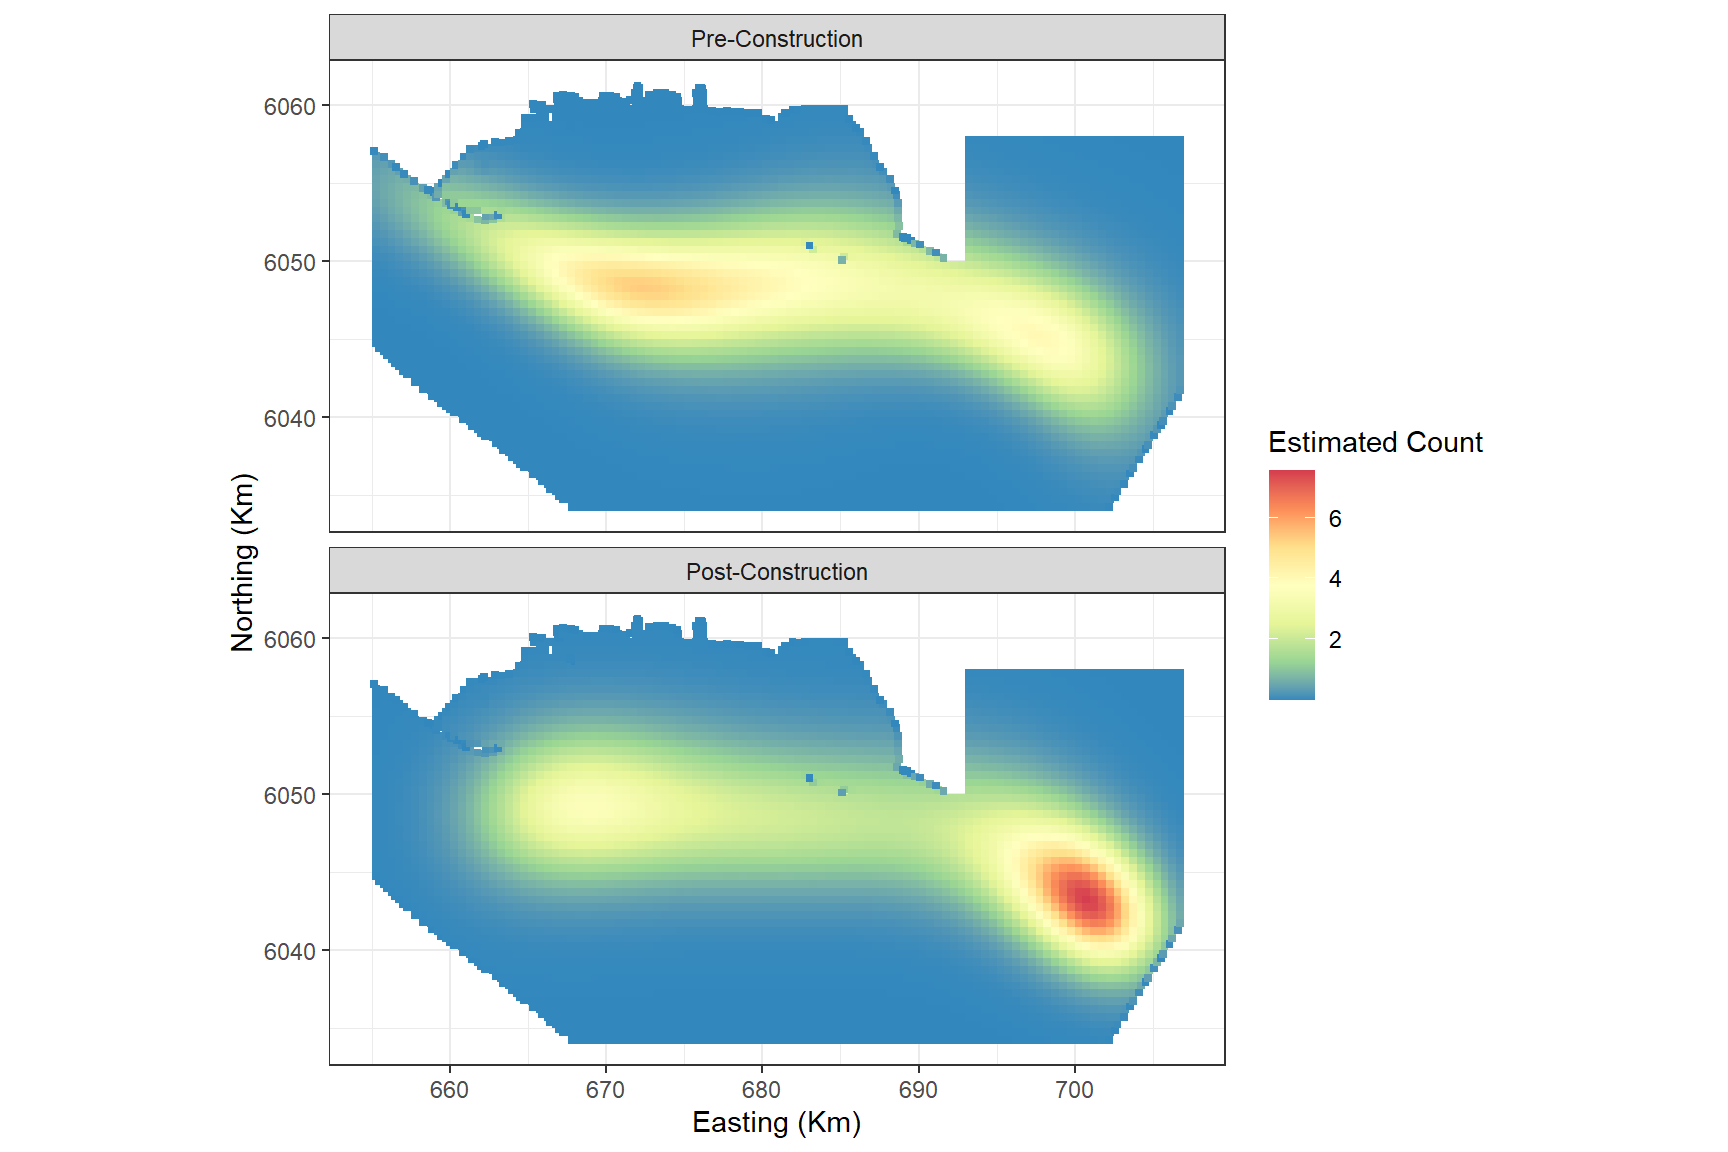 Pre-Construction
6060
6050
6040
Northing (Km)
Post-Construction
6060
6050
6040
660 670 680 690 700
Easting (Km)
Estimated Count
6
4
2